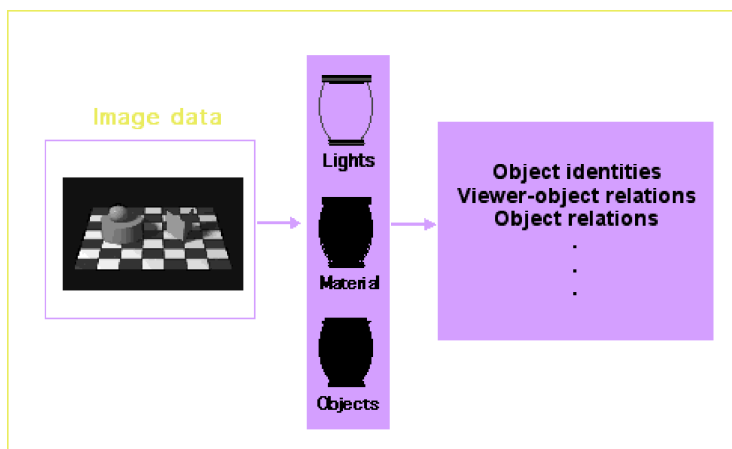 Image data
Lights
Material
Objects
Object identities
Viewer-object relations
Object relations
.
.
.